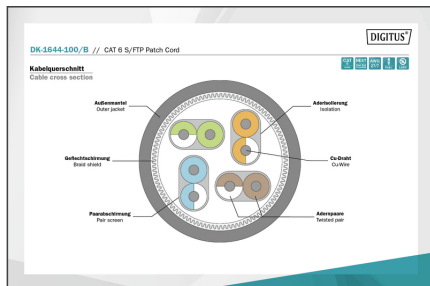 DIGITUS®
DK-1644-100/B // CAT 6 S/FTP Patch Cord
Kabelquerschnitt
Cable cross section
Außenmantel
Outer jacket
Aderisolierung
Isolation
Geflechtschirmung
Braid shield
Cu-Draht
Cu Wire
Paarabschirmung
Pair screen
Adernpaare
Twisted pair